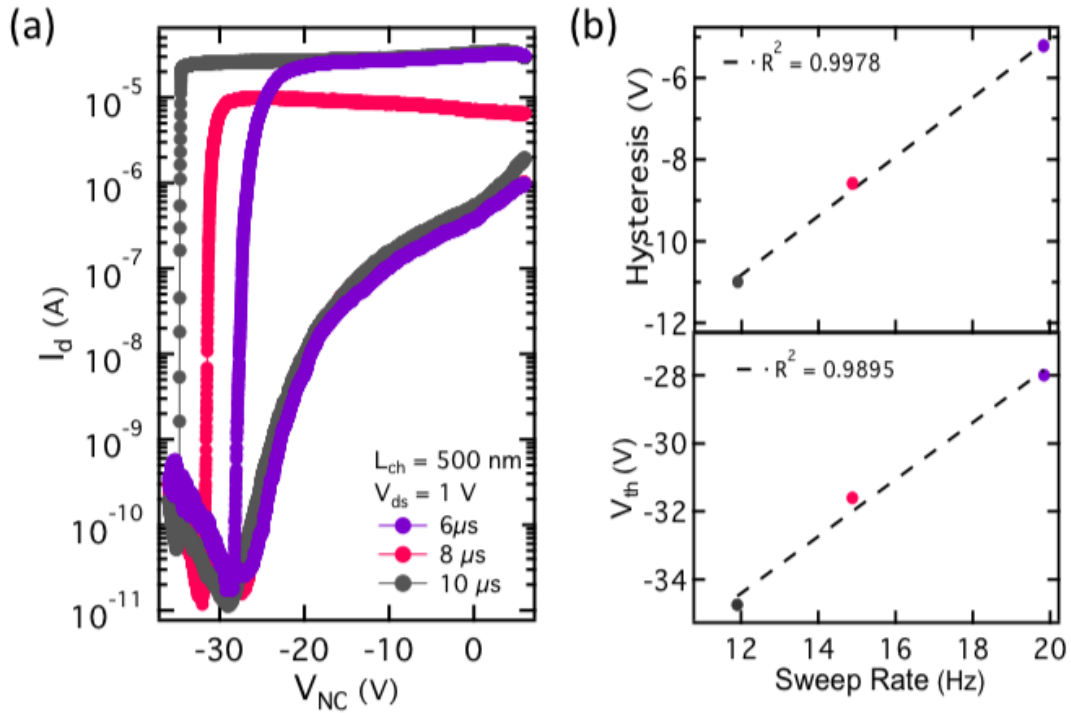 (a)
10⁻⁵
10⁻⁶
10⁻⁷
10⁻⁸
10⁻⁹
10⁻¹⁰
10⁻¹¹
I_d (A)
L_ch = 500 nm
V_ds = 1 V
6µs
8 µs
10 µs
-30
-20
-10
0
V_NC (V)
(b)
R² = 0.9978
-6
-8
-10
-12
Hysteresis (V)
R² = 0.9895
-28
-30
-32
-34
V_th (V)
12
14
16
18
20
Sweep Rate (Hz)